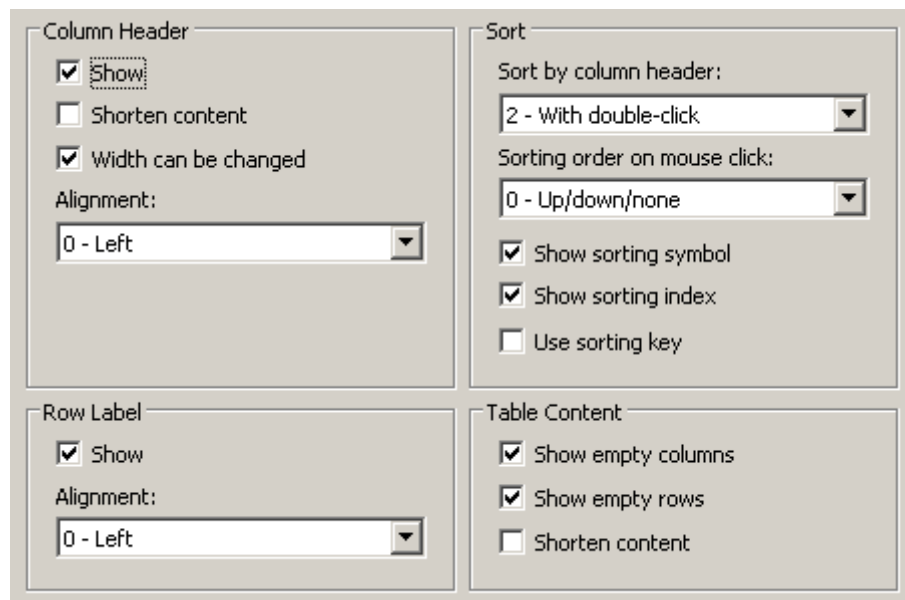 Column Header
Show
Shorten content
Width can be changed
Alignment:
0 - Left
Sort
Sort by column header:
2 - With double-click
Sorting order on mouse click:
0 - Up/down/none
Show sorting symbol
Show sorting index
Use sorting key
Row Label
Show
Alignment:
0 - Left
Table Content
Show empty columns
Show empty rows
Shorten content